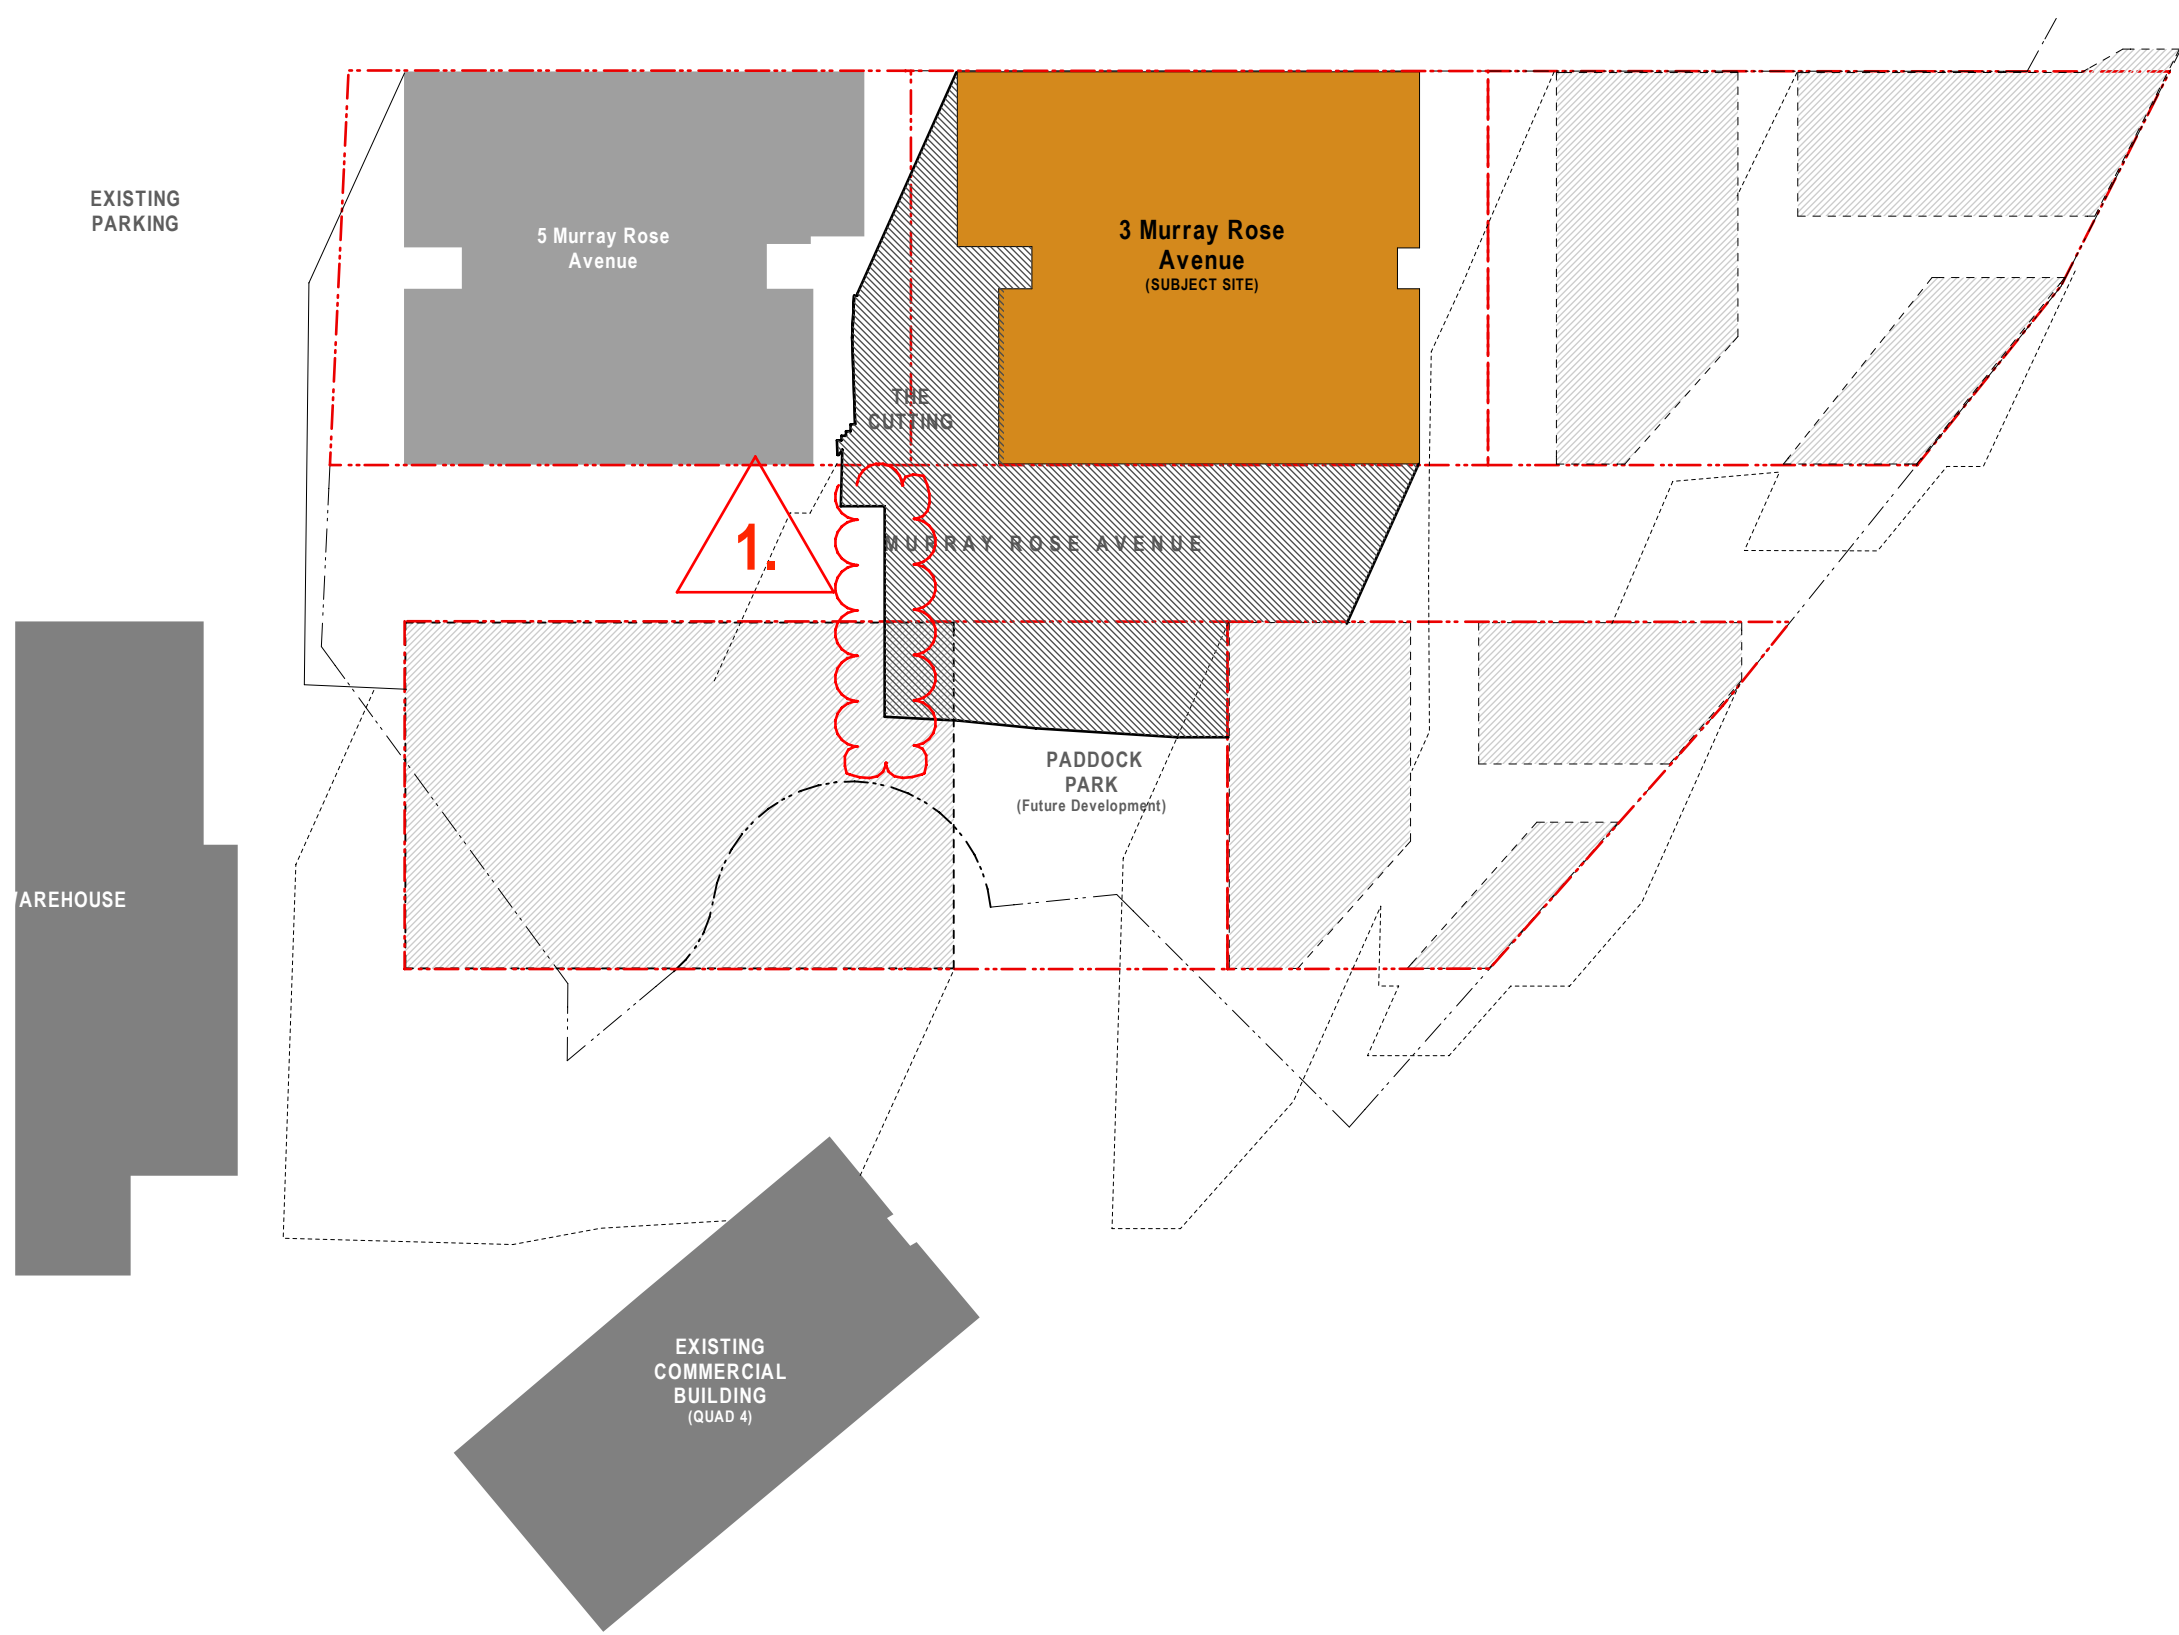 EXISTING
PARKING
5 Murray Rose
Avenue
3 Murray Rose
Avenue
(SUBJECT SITE)
THE
CUTTING
1.
MURRAY ROSE AVENUE
PADDOCK
PARK
(Future Development)
AREHOUSE
EXISTING
COMMERCIAL
BUILDING
(QUAD 4)